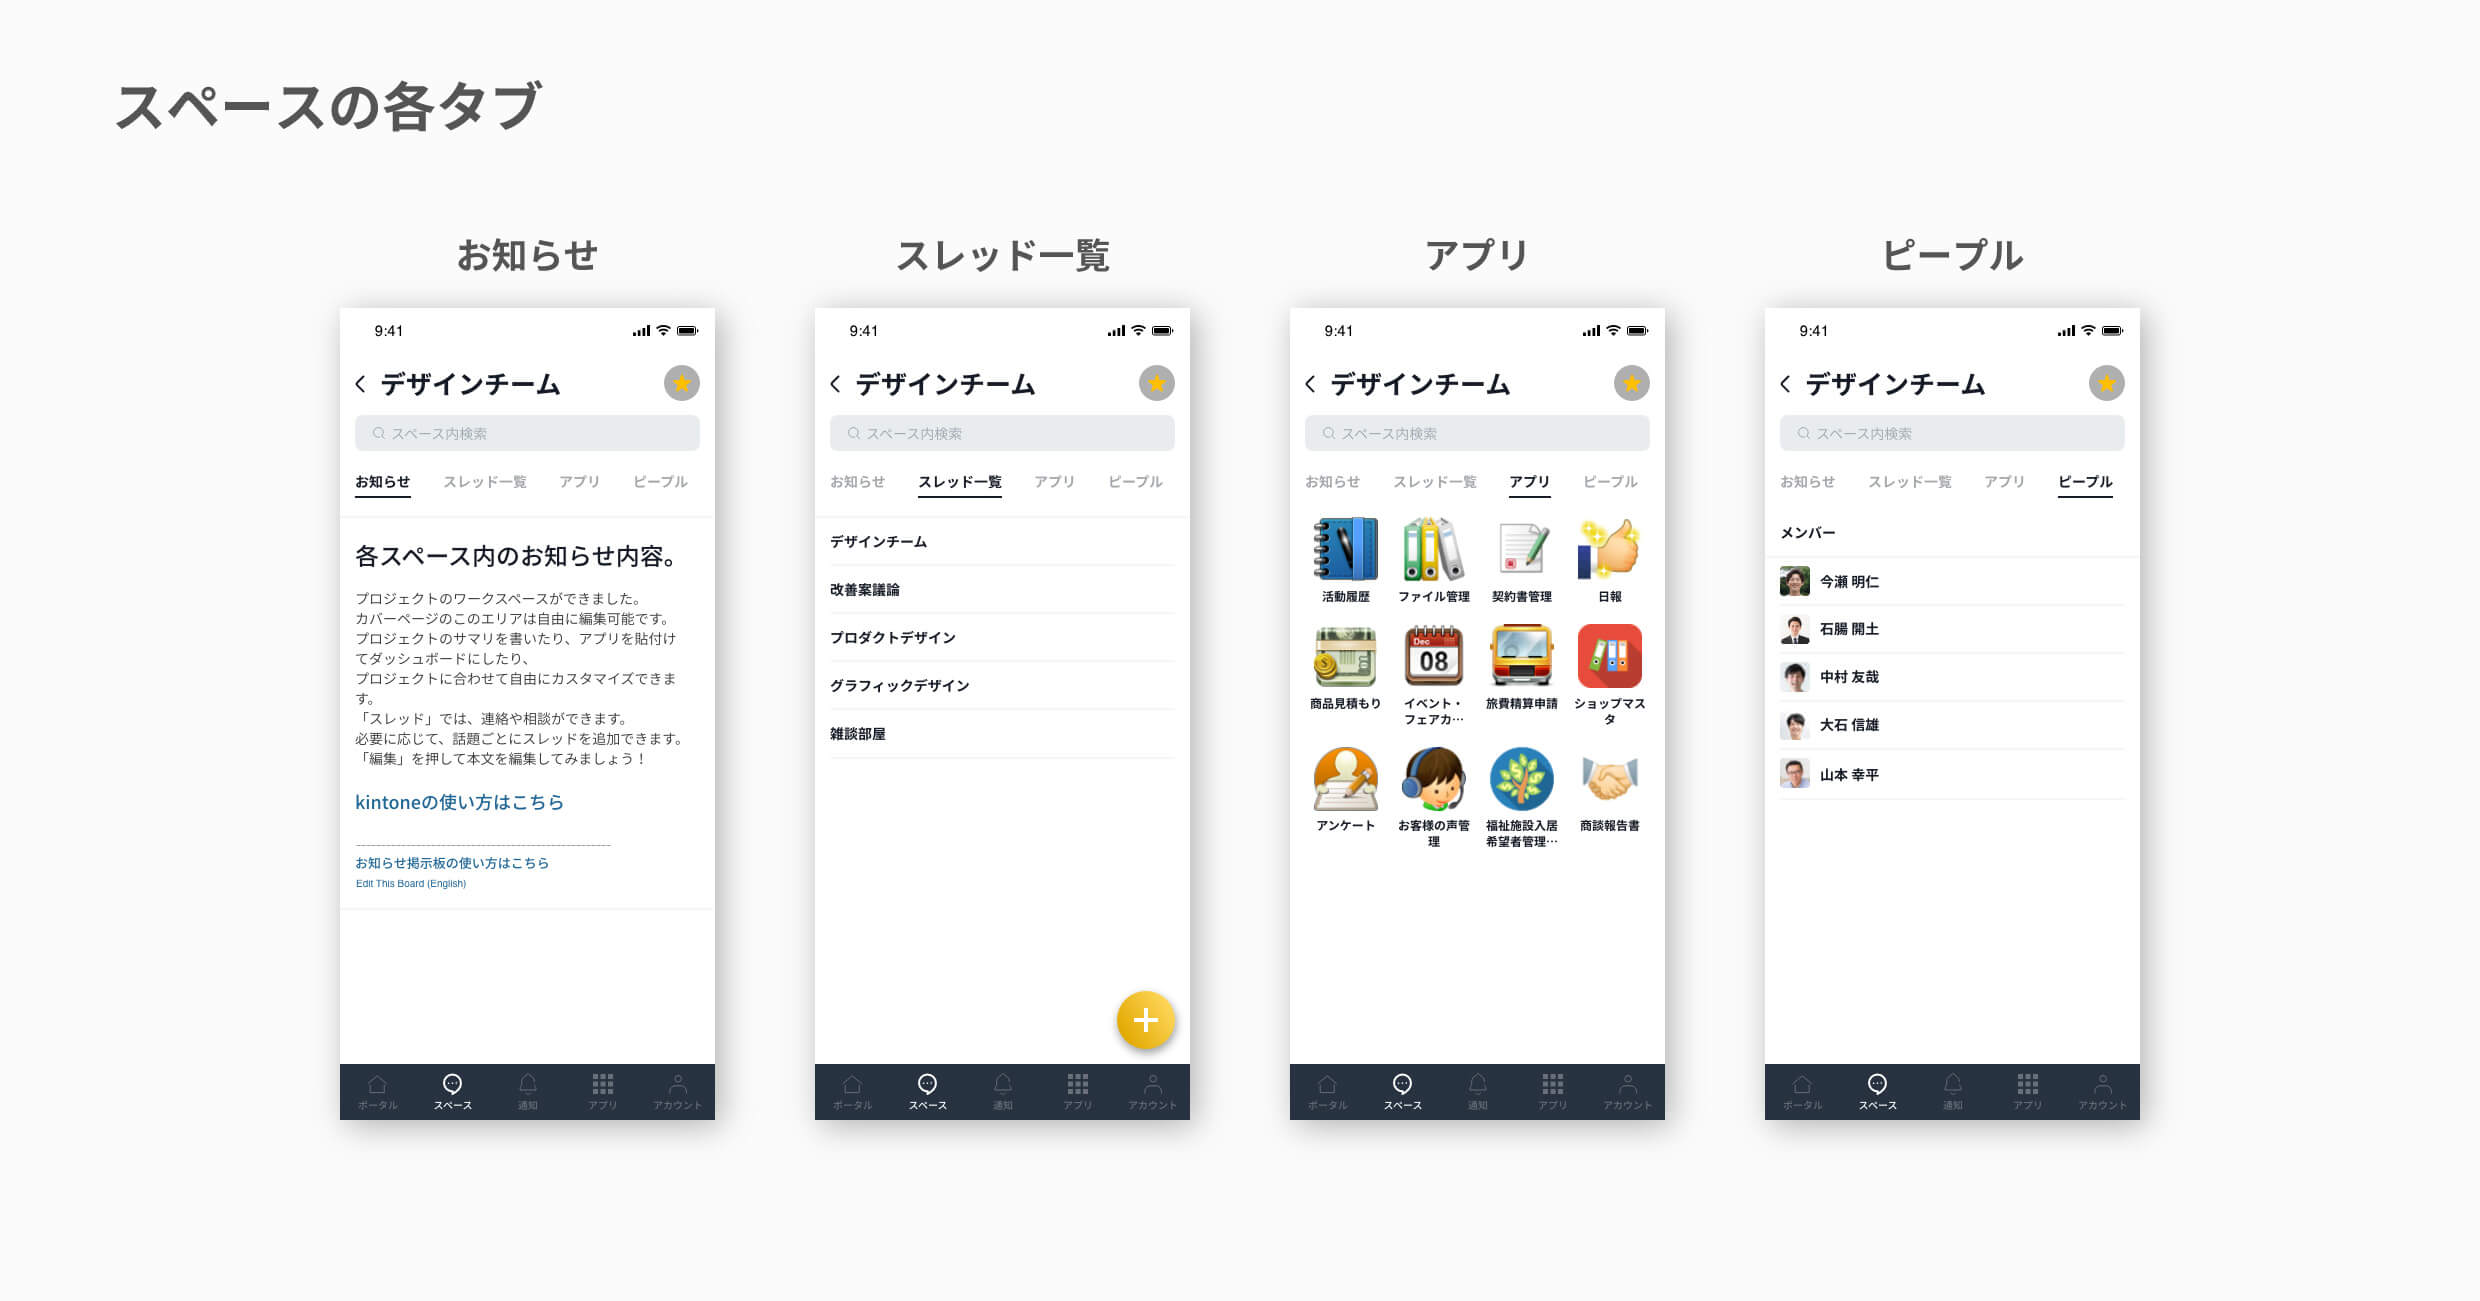 スペースの各タブ
お知らせ
9:41
デザインチーム
スペース内検索
お知らせ スレッド一覧 アプリ ピープル
各スペース内のお知らせ内容。
プロジェクトのワークスペースができました。
カバーページのこのエリアは自由に編集可能です。
プロジェクトのサマリを書いたり、アプリを貼付け
てダッシュボードにしたり、
プロジェクトに合わせて自由にカスタマイズできま
す。
「スレッド」では、連絡や相談ができます。
必要に応じて、話題ごとにスレッドを追加できます。
「編集」を押して本文を編集してみましょう！
kintoneの使い方はこちら
お知らせ掲示板の使い方はこちら
Edit This Board (English)
ポータル スペース 通知 アプリ アカウント
スレッド一覧
9:41
デザインチーム
スペース内検索
お知らせ スレッド一覧 アプリ ピープル
デザインチーム
改善案議論
プロダクトデザイン
グラフィックデザイン
雑談部屋
ポータル スペース 通知 アプリ アカウント
アプリ
9:41
デザインチーム
スペース内検索
お知らせ スレッド一覧 アプリ ピープル
活動履歴 ファイル管理 契約書管理 日報
Dec
08
商品見積もり イベント・ 旅費精算申請 ショップマス
フェアカ… タ
アンケート お客様の声管 福祉施設入居 商談報告書
理 希望者管理…
ポータル スペース 通知 アプリ アカウント
ピープル
9:41
デザインチーム
スペース内検索
お知らせ スレッド一覧 アプリ ピープル
メンバー
今瀬 明仁
石腸 開土
中村 友哉
大石 信雄
山本 幸平
ポータル スペース 通知 アプリ アカウント